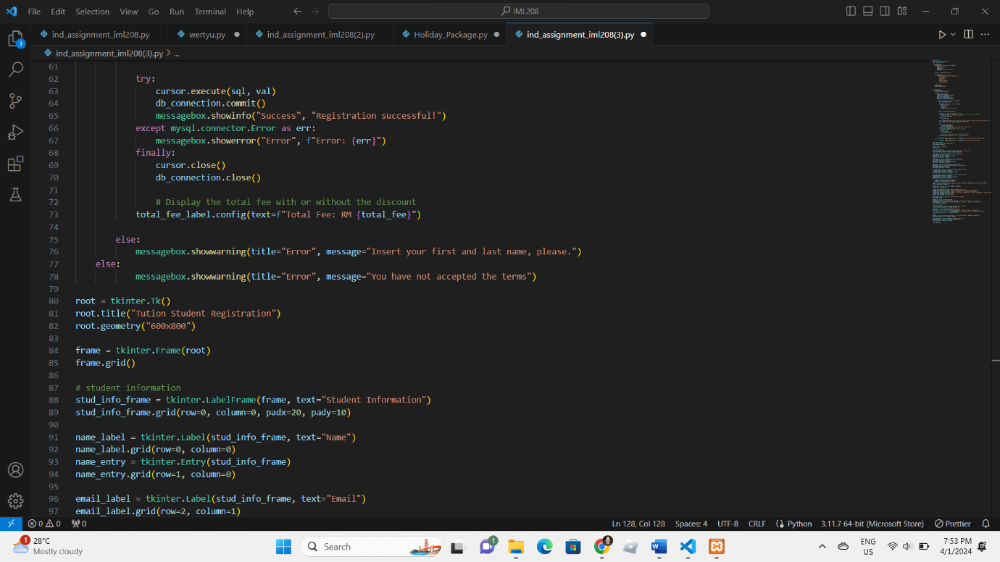 File Edit Selection View Go Run Terminal Help
IML208
ind_assignment_iml208.py wertyu.py ind_assignment_iml208(2).py Holiday_Package.py ind_assignment_iml208(3).py
ind_assignment_iml208(3).py > ...
3
61
62 try:
63 cursor.execute(sql, val)
64 db_connection.commit()
65 messagebox.showinfo("Success", "Registration successful!")
66 except mysql.connector.Error as err:
67 messagebox.showerror("Error", f"Error: {err}")
68 finally:
69 cursor.close()
70 db_connection.close()
71
72 # Display the total fee with or without the discount
73 total_fee_label.config(text=f"Total Fee: RM {total_fee}")
74
75 else:
76 messagebox.showwarning(title="Error", message="Insert your first and last name, please.")
77 else:
78 messagebox.showwarning(title="Error", message="You have not accepted the terms")
79
80 root = tkinter.Tk()
81 root.title("Tution Student Registration")
82 root.geometry("600x800")
83
84 frame = tkinter.Frame(root)
85 frame.grid()
86
87 # student information
88 stud_info_frame = tkinter.LabelFrame(frame, text="Student Information")
89 stud_info_frame.grid(row=0, column=0, padx=20, pady=10)
90
91 name_label = tkinter.Label(stud_info_frame, text="Name")
92 name_label.grid(row=0, column=0)
93 name_entry = tkinter.Entry(stud_info_frame)
94 name_entry.grid(row=1, column=0)
95
96 email_label = tkinter.Label(stud_info_frame, text="Email")
97 email_label.grid(row=2, column=1)
0 0 0 Ln 128, Col 128 Spaces: 4 UTF-8 CRLF Python 3.11.7 64-bit (Microsoft Store) Prettier
1 28°C
Mostly cloudy
Search
1
W
ENG
US
7:53 PM
4/1/2024